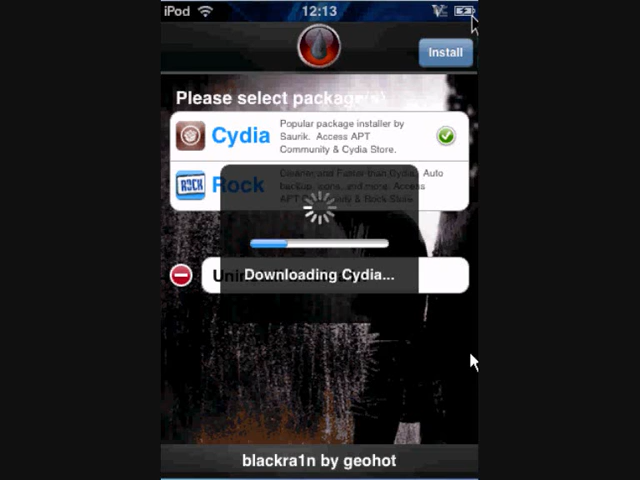 iPod 12:13
Install
Please select package(s)
Cydia
Popular package installer by
Saurik. Access APT
Community & Cydia Store.
ROCK
Rock
Cleaner and Faster than Cydia. Auto
backup, icons, and more. Access
APT Community & Rock Store
Downloading Cydia...
blackra1n by geohot